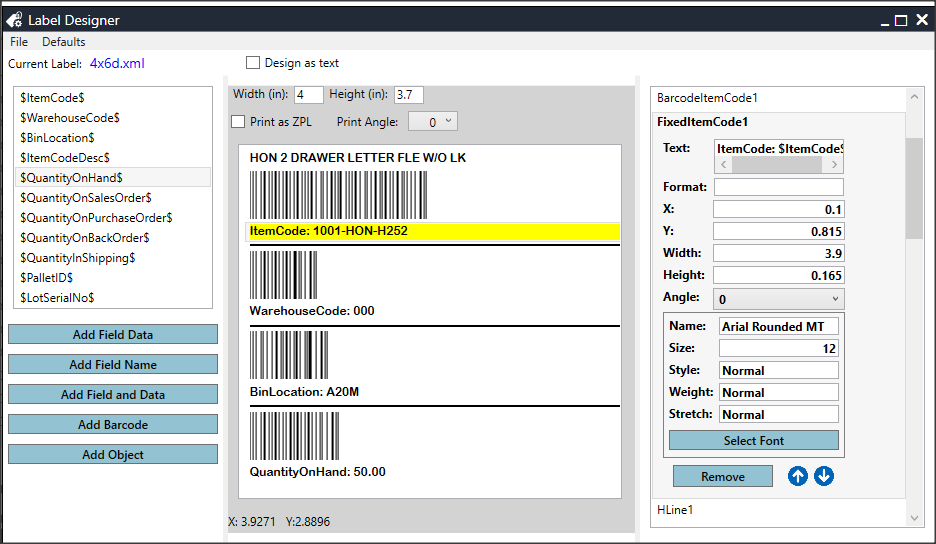 Label Designer
File Defaults
Current Label: 4x6d.xml
Design as text
$ItemCode$
$WarehouseCode$
$BinLocation$
$ItemCodeDesc$
$QuantityOnHand$
$QuantityOnSalesOrder$
$QuantityOnPurchaseOrder$
$QuantityOnBackOrder$
$QuantityInShipping$
$PalletID$
$LotSerialNo$
Add Field Data
Add Field Name
Add Field and Data
Add Barcode
Add Object
Width (in): 4 Height (in): 3.7
Print as ZPL Print Angle: 0
HON 2 DRAWER LETTER FLE W/O LK
ItemCode: 1001-HON-H252
WarehouseCode: 000
BinLocation: A20M
QuantityOnHand: 50.00
X: 3.9271 Y:2.8896
BarcodeItemCode1
FixedItemCode1
Text: ItemCode: $ItemCode$
Format:
X: 0.1
Y: 0.815
Width: 3.9
Height: 0.165
Angle: 0
Name: Arial Rounded MT
Size: 12
Style: Normal
Weight: Normal
Stretch: Normal
Select Font
Remove
HLine1